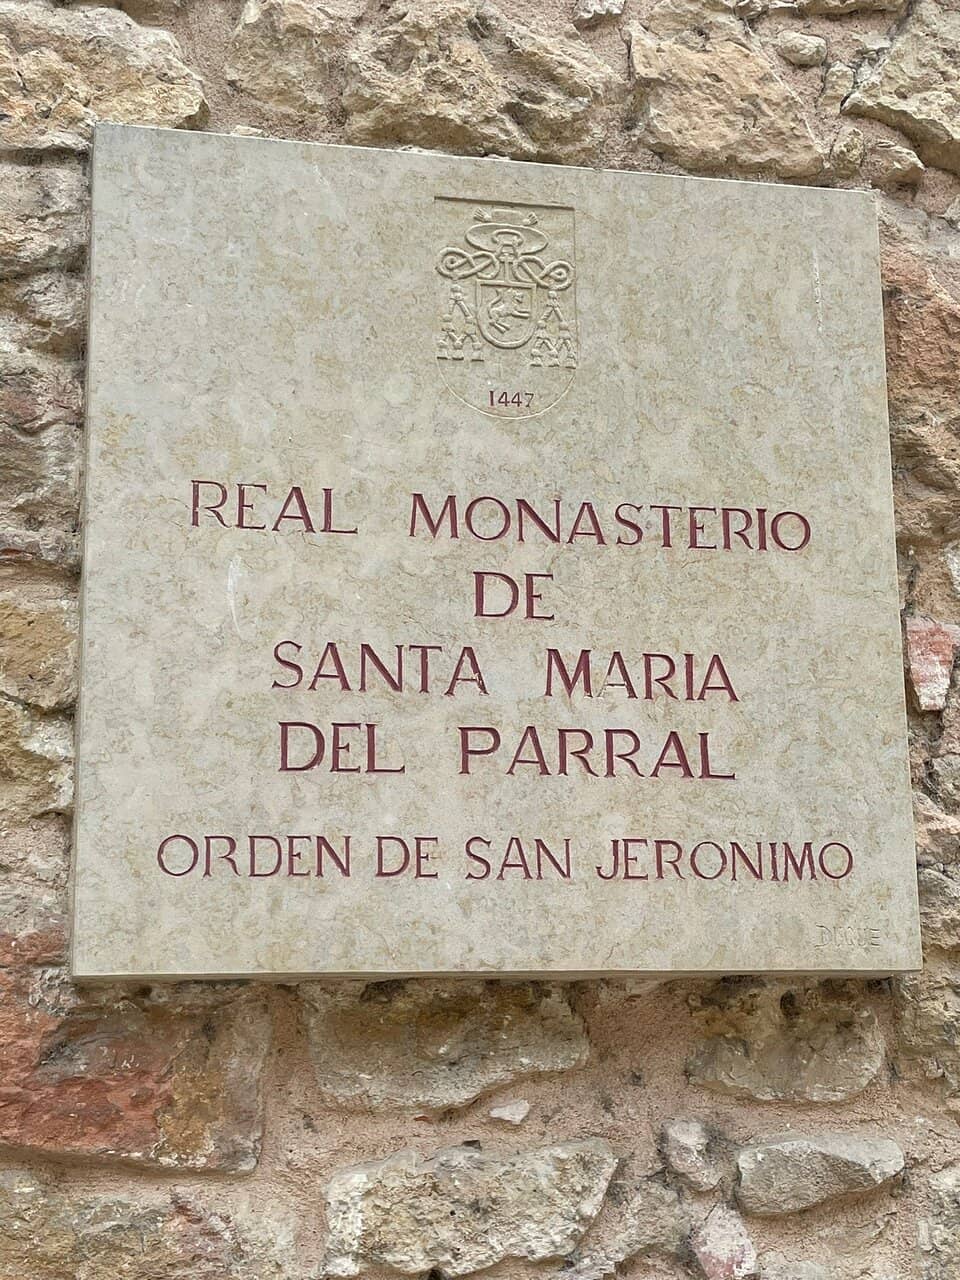 1447
REAL MONASTERIO
DE
SANTA MARIA
DEL PARRAL
ORDEN DE SAN JERONIMO